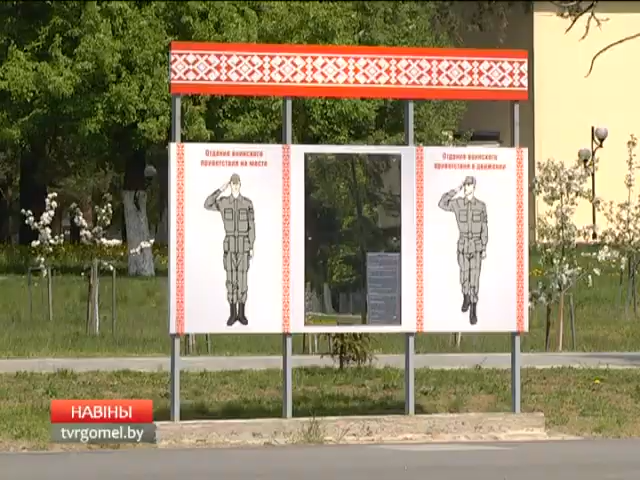 Отдание воинского
приветствия на месте
Отдание воинского
приветствия в движении
НАВІНЫ
tvrgomel.by